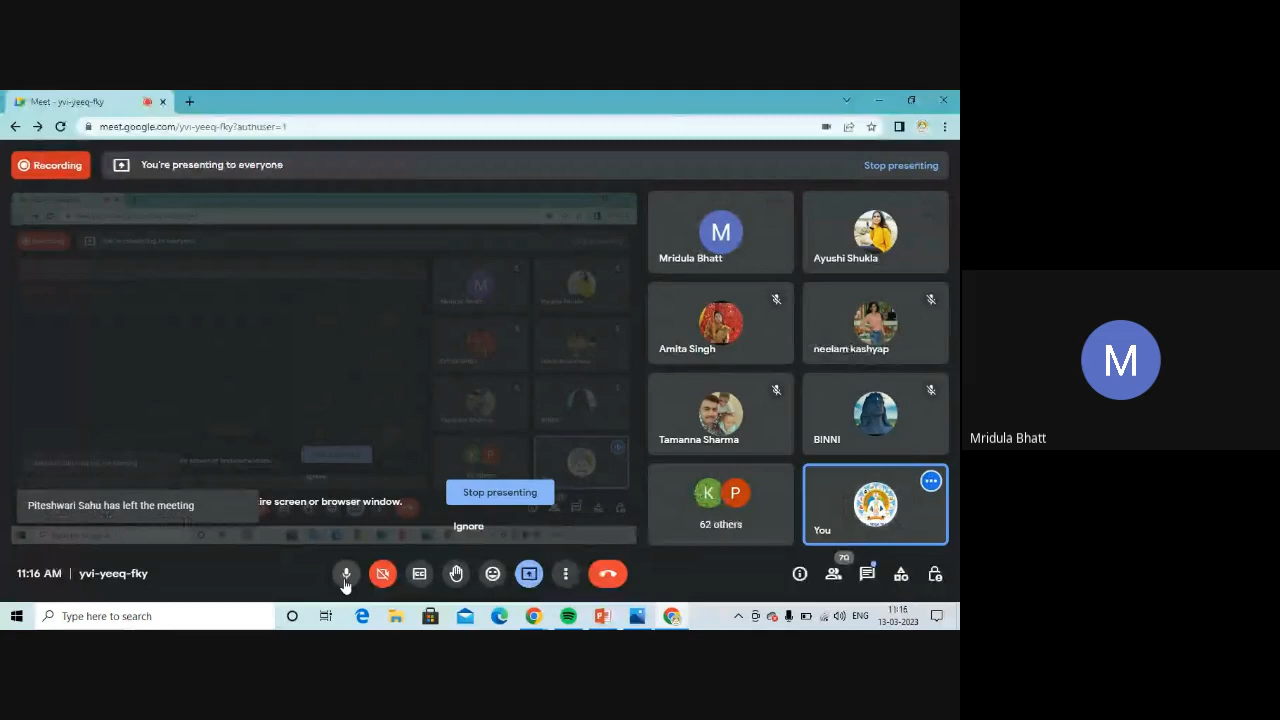 Meet - yvi-yeeq-fky
meet.google.com/yvi-yeeq-fky?authuser=1
Recording
You're presenting to everyone
Stop presenting
M
Mridula Bhatt
Ayushi Shukla
Amita Singh
neelam kashyap
Tamanna Sharma
BINNI
K P
62 others
You
Piteshwari Sahu has left the meeting
ire screen or browser window.
Stop presenting
Ignore
11:16 AM | yvi-yeeq-fky
70
Type here to search
ENG
11:16
13-03-2023
M
Mridula Bhatt